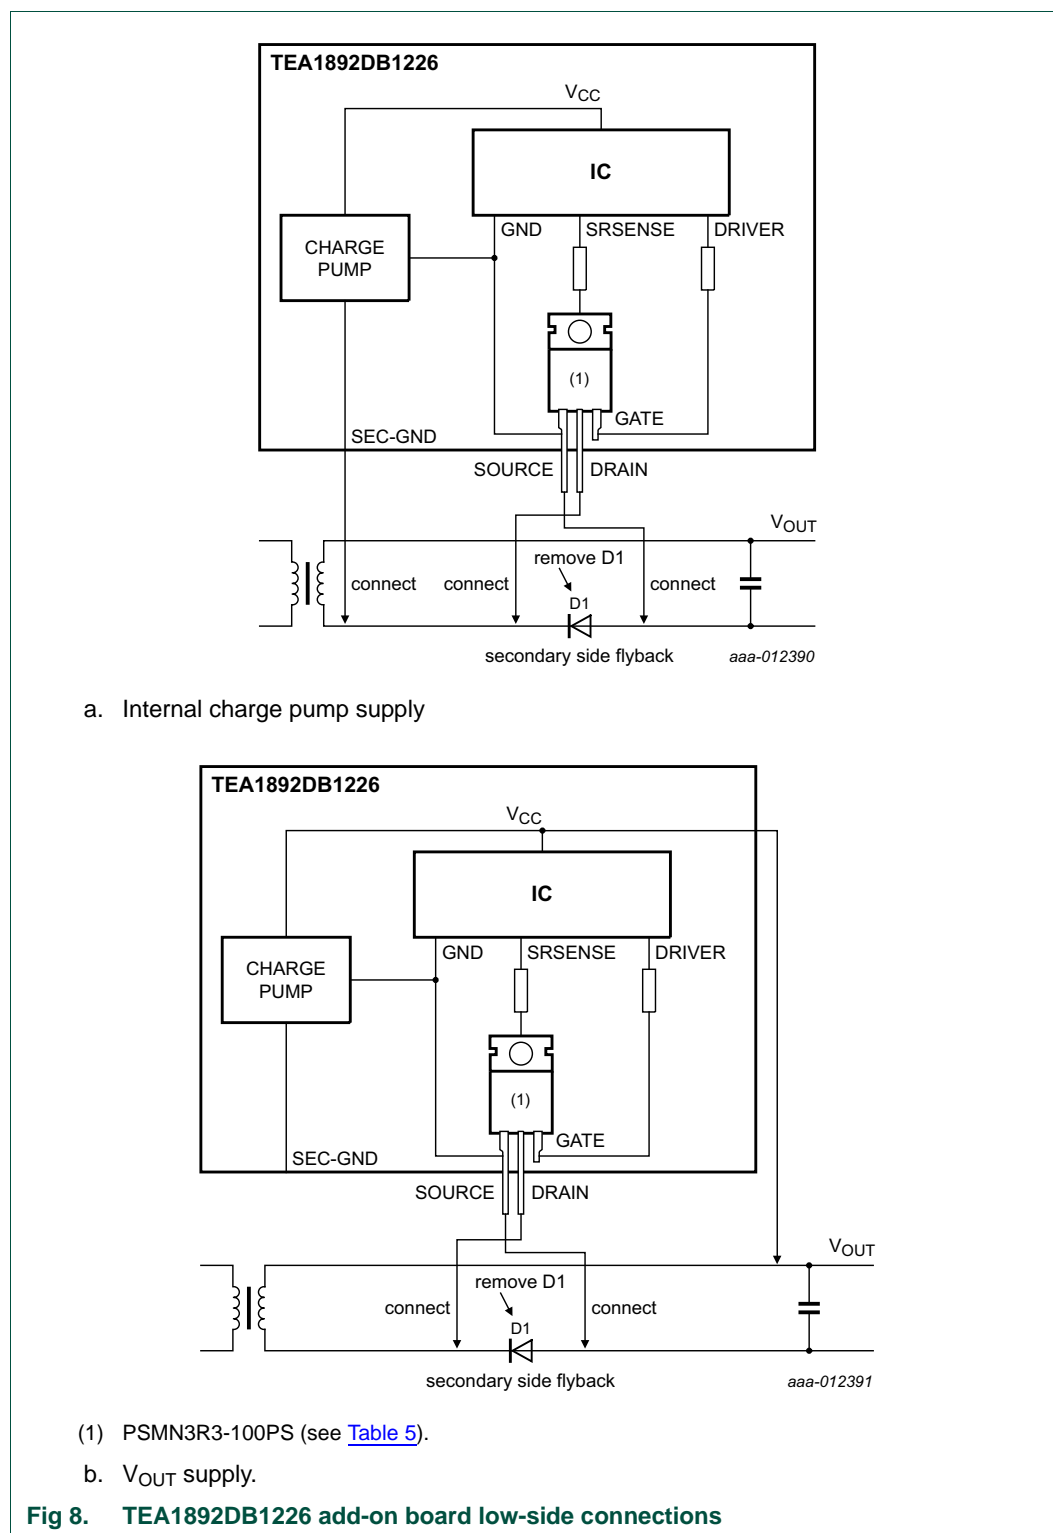 TEA1892DB1226
VCC
IC
GND SRSENSE DRIVER
CHARGE
PUMP
(1)
GATE
SEC-GND
SOURCE DRAIN
VOUT
remove D1
connect connect connect
D1
secondary side flyback aaa-012390
a. Internal charge pump supply
TEA1892DB1226
VCC
IC
GND SRSENSE DRIVER
CHARGE
PUMP
(1)
GATE
SEC-GND
SOURCE DRAIN
VOUT
remove D1
connect connect
D1
secondary side flyback aaa-012391
(1) PSMN3R3-100PS (see Table 5).
b. VOUT supply.
Fig 8. TEA1892DB1226 add-on board low-side connections